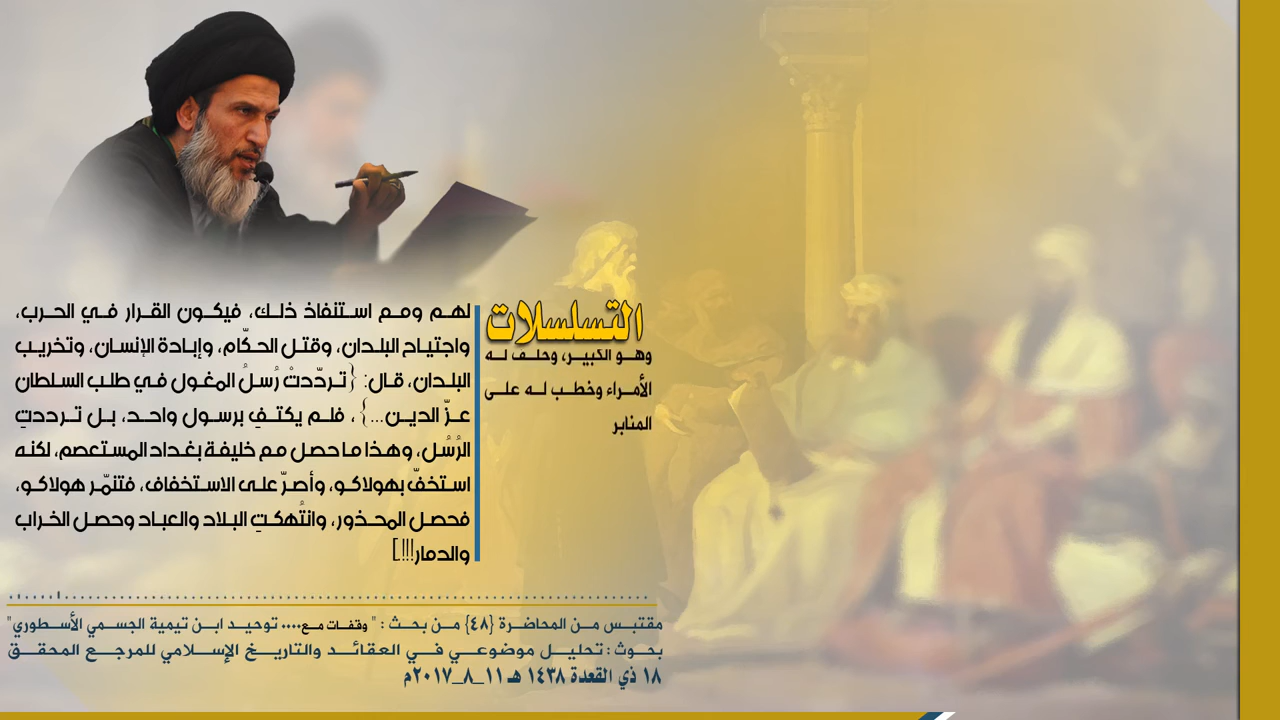 التسلسلات
وهو الكبير، وحلف له
الأمراء وخطب له على
المنابر
لهم ومع استنفاذ ذلك، فيكون القرار في الحرب،
واجتياح البلدان، وقتل الحكّام، وإبادة الإنسان، وتخريب
البلدان، قال: {تردّدتْ رُسلُ المغول في طلب السلطان
عزّ الدين...}، فلم يكتفِ برسول واحد، بل ترددتِ
الرُسُل، وهذا ما حصل مع خليفة بغداد المستعصم، لكنه
استخفّ بهولاكو، وأصرّ على الاستخفاف، فتنمّر هولاكو،
فحصل المحذور، وانتُهكتِ البلاد والعباد وحصل الخراب
والدمار!!!]
مقتبس من المحاضرة {٤٨} من بحث : " وقفات مع.... توحيد ابن تيمية الجسمي الأسطوري"
بحوث : تحليل موضوعي في العقائد والتاريخ الإسلامي للمرجع المحقق
١٨ ذي القعدة ١٤٣٨ هـ ١١_٨_٢٠١٧م